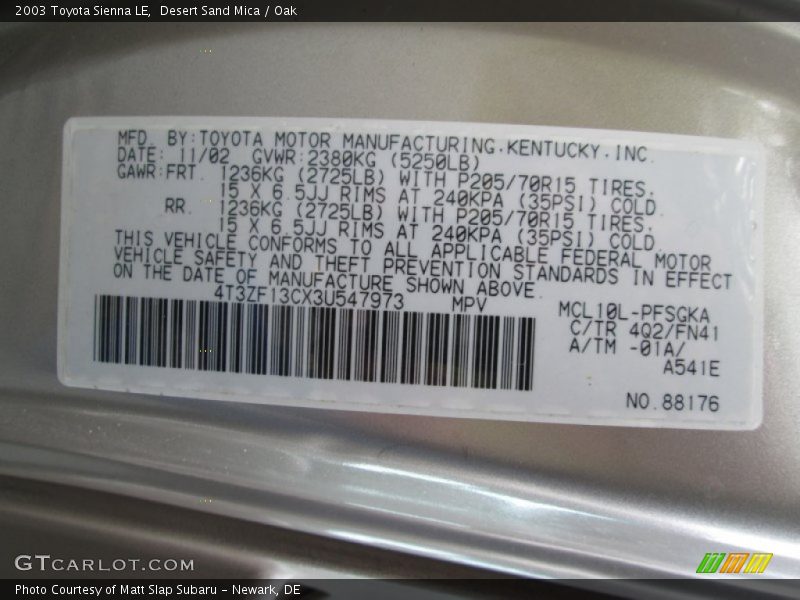 2003 Toyota Sienna LE,  Desert Sand Mica / Oak
MFD. BY:TOYOTA MOTOR MANUFACTURING.KENTUCKY.INC.
DATE: 11/02 GVWR:2380KG (5250LB)
GAWR:FRT. 1236KG (2725LB) WITH P205/70R15 TIRES.
15 X 6.5JJ RIMS AT 240KPA (35PSI) COLD.
RR. 1236KG (2725LB) WITH P205/70R15 TIRES.
15 X 6.5JJ RIMS AT 240KPA (35PSI) COLD.
THIS VEHICLE CONFORMS TO ALL APPLICABLE FEDERAL MOTOR
VEHICLE SAFETY AND THEFT PREVENTION STANDARDS IN EFFECT
ON THE DATE OF MANUFACTURE SHOWN ABOVE.
4T3ZF13CX3U547973 MPV
MCL10L-PFSGKA
C/TR 4Q2/FN41
A/TM -01A/
A541E
NO.88176
GTCARLOT.COM
Photo Courtesy of Matt Slap Subaru - Newark, DE